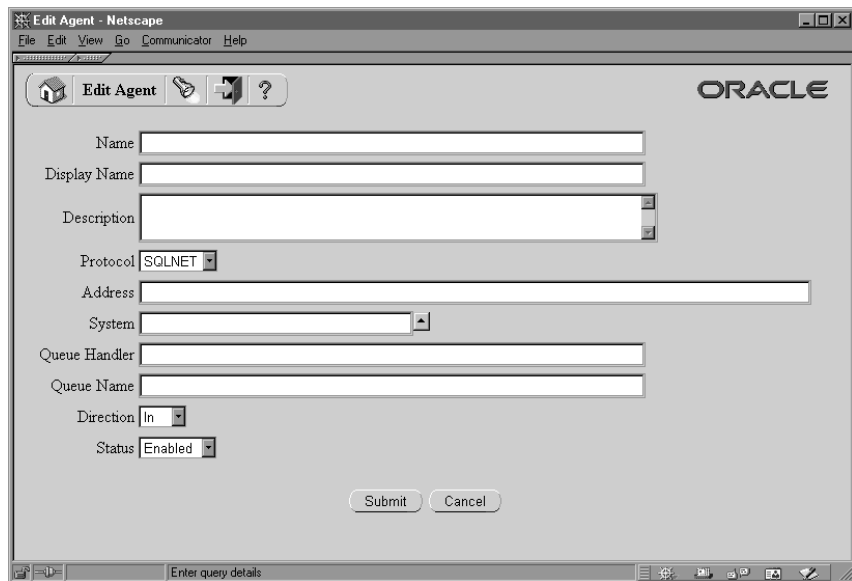 Edit Agent - Netscape
File Edit View Go Communicator Help
Edit Agent ?
ORACLE
Name
Display Name
Description
Protocol SQLNET
Address
System
Queue Handler
Queue Name
Direction In
Status Enabled
Submit Cancel
Enter query details